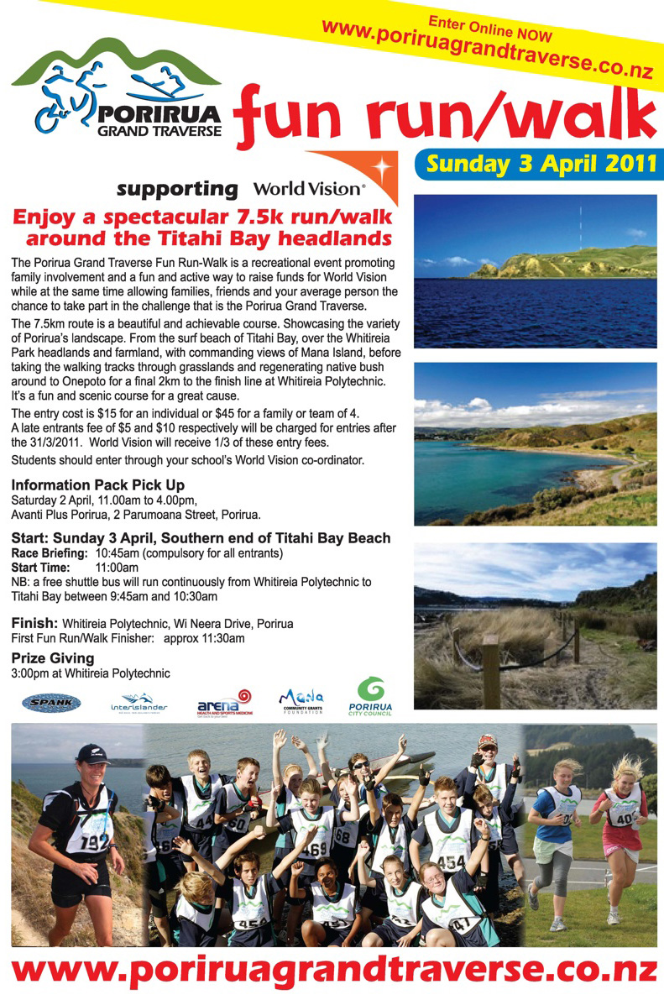 Enter Online NOW
www.poriruagrandtraverse.co.nz
PORIRUA
GRAND TRAVERSE
fun run/walk
Sunday 3 April 2011
supporting World Vision®
Enjoy a spectacular 7.5k run/walk
around the Titahi Bay headlands
The Porirua Grand Traverse Fun Run-Walk is a recreational event promoting
family involvement and a fun and active way to raise funds for World Vision
while at the same time allowing families, friends and your average person the
chance to take part in the challenge that is the Porirua Grand Traverse.
The 7.5km route is a beautiful and achievable course. Showcasing the variety
of Porirua's landscape. From the surf beach of Titahi Bay, over the Whitireia
Park headlands and farmland, with commanding views of Mana Island, before
taking the walking tracks through grasslands and regenerating native bush
around to Onepoto for a final 2km to the finish line at Whitireia Polytechnic.
It's a fun and scenic course for a great cause.
The entry cost is $15 for an individual or $45 for a family or team of 4.
A late entrants fee of $5 and $10 respectively will be charged for entries after
the 31/3/2011. World Vision will receive 1/3 of these entry fees.
Students should enter through your school's World Vision co-ordinator.
Information Pack Pick Up
Saturday 2 April, 11.00am to 4.00pm,
Avanti Plus Porirua, 2 Parumoana Street, Porirua.
Start: Sunday 3 April, Southern end of Titahi Bay Beach
Race Briefing: 10:45am (compulsory for all entrants)
Start Time: 11:00am
NB: a free shuttle bus will run continuously from Whitireia Polytechnic to
Titahi Bay between 9:45am and 10:30am
Finish: Whitireia Polytechnic, Wi Neera Drive, Porirua
First Fun Run/Walk Finisher: approx 11:30am
Prize Giving
3:00pm at Whitireia Polytechnic
SPANK
interislander
arena
HEALTH AND SPORTS MEDICINE
Mana
COMMUNITY GRANTS
FOUNDATION
PORIRUA
CITY COUNCIL
192
44
60
469
68
454
40
www.poriruagrandtraverse.co.nz